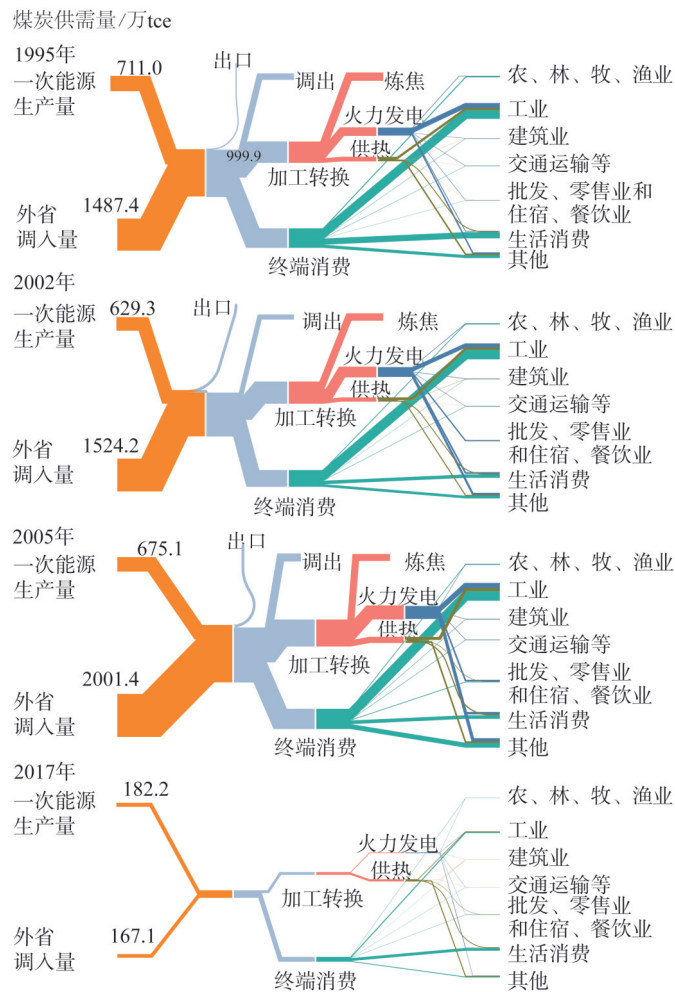 煤炭供需量/万tce
1995年
一次能源
生产量
711.0
出口
调出
炼焦
火力发电
供热
999.9
加工转换
外省
调入量
1487.4
终端消费
农、林、牧、渔业
工业
建筑业
交通运输等
批发、零售业和
住宿、餐饮业
生活消费
其他
2002年
一次能源
生产量
629.3
出口
调出
炼焦
火力发电
供热
加工转换
外省
调入量
1524.2
终端消费
农、林、牧、渔业
工业
建筑业
交通运输等
批发、零售业
和住宿、餐饮业
生活消费
其他
2005年
一次能源
生产量
675.1
出口
调出
炼焦
火力发电
供热
加工转换
外省
调入量
2001.4
终端消费
农、林、牧、渔业
工业
建筑业
交通运输等
批发、零售业
和住宿、餐饮业
生活消费
其他
2017年
一次能源
生产量
182.2
火力发电
供热
加工转换
外省
调入量
167.1
终端消费
农、林、牧、渔业
工业
建筑业
交通运输等
批发、零售业
和住宿、餐饮业
生活消费
其他